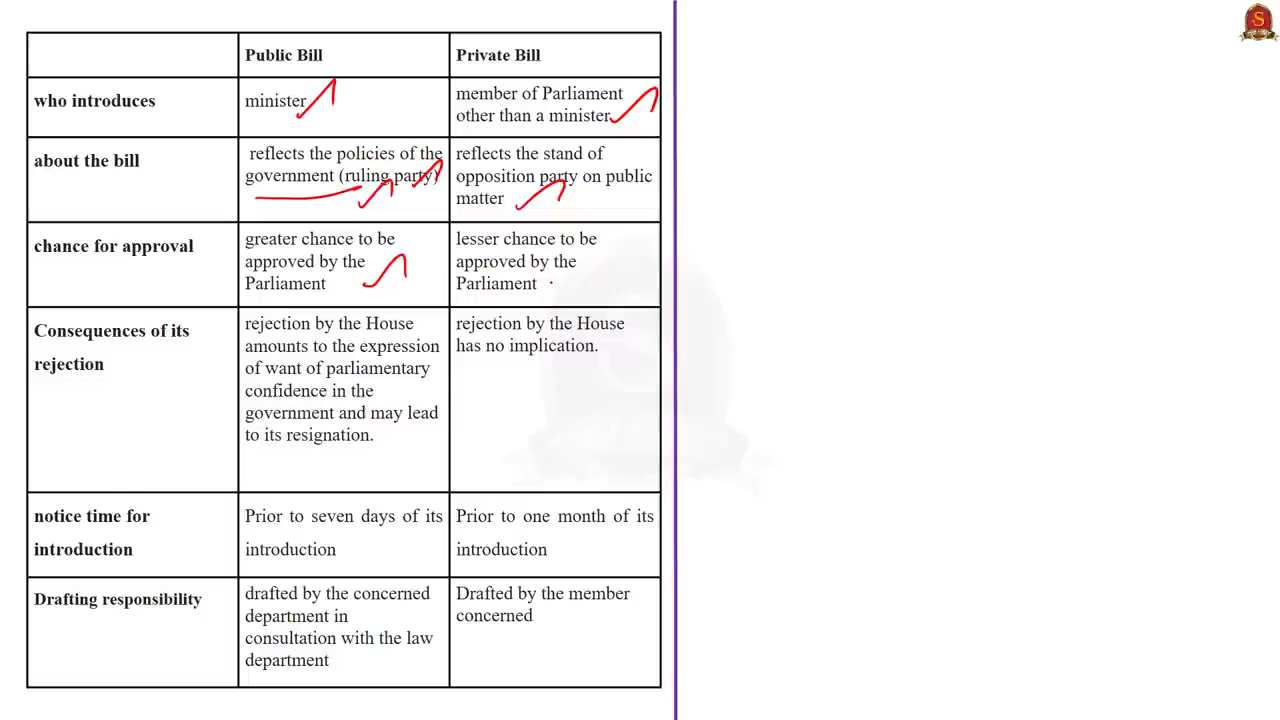 Public Bill
Private Bill
who introduces
minister
member of Parliament
other than a minister
about the bill
reflects the policies of the
government (ruling party)
reflects the stand of
opposition party on public
matter
chance for approval
greater chance to be
approved by the
Parliament
lesser chance to be
approved by the
Parliament
Consequences of its
rejection
rejection by the House
amounts to the expression
of want of parliamentary
confidence in the
government and may lead
to its resignation.
rejection by the House
has no implication.
notice time for
introduction
Prior to seven days of its
introduction
Prior to one month of its
introduction
Drafting responsibility
drafted by the concerned
department in
consultation with the law
department
Drafted by the member
concerned
S